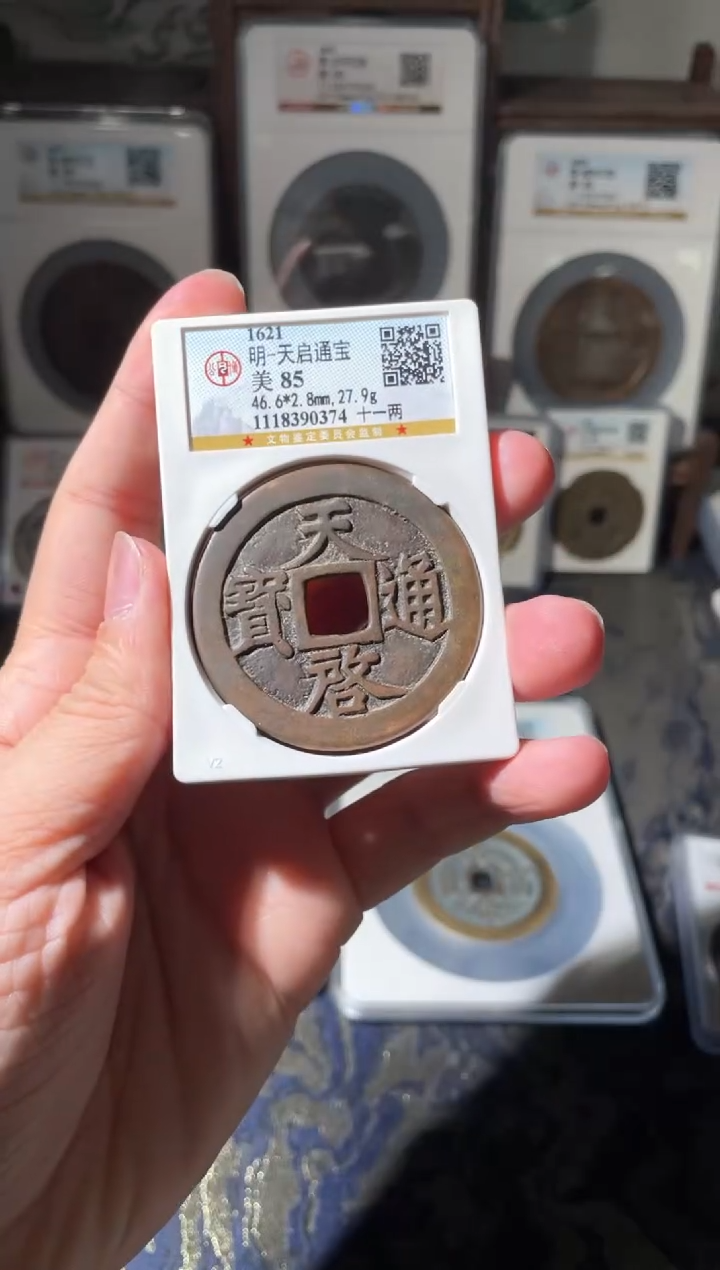 1621
明-天启通宝
美 85
46.6*2.8mm,27.9g
1118390374 十一两
★ 文物鉴定委员会监制 ★
天
寶 通
啓
V2